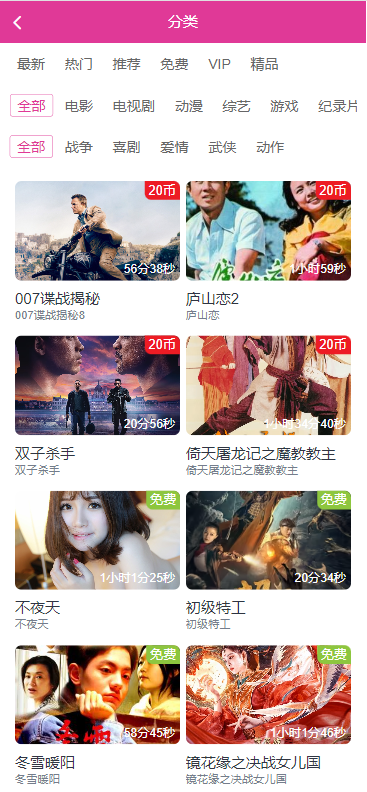 分类
最新 热门 推荐 免费 VIP 精品
全部 电影 电视剧 动漫 综艺 游戏 纪录片
全部 战争 喜剧 爱情 武侠 动作
20币 20币
56分38秒 1小时59秒
007谍战揭秘 庐山恋2
007谍战揭秘8 庐山恋
20币 20币
20分56秒 1小时34分40秒
双子杀手 倚天屠龙记之魔教教主
双子杀手 倚天屠龙记之魔教教主
免费 免费
1小时1分25秒 20分34秒
不夜天 初级特工
不夜天 初级特工
免费 免费
58分45秒 1小时1分46秒
冬雪暖阳 镜花缘之决战女儿国
冬雪暖阳 镜花缘之决战女儿国